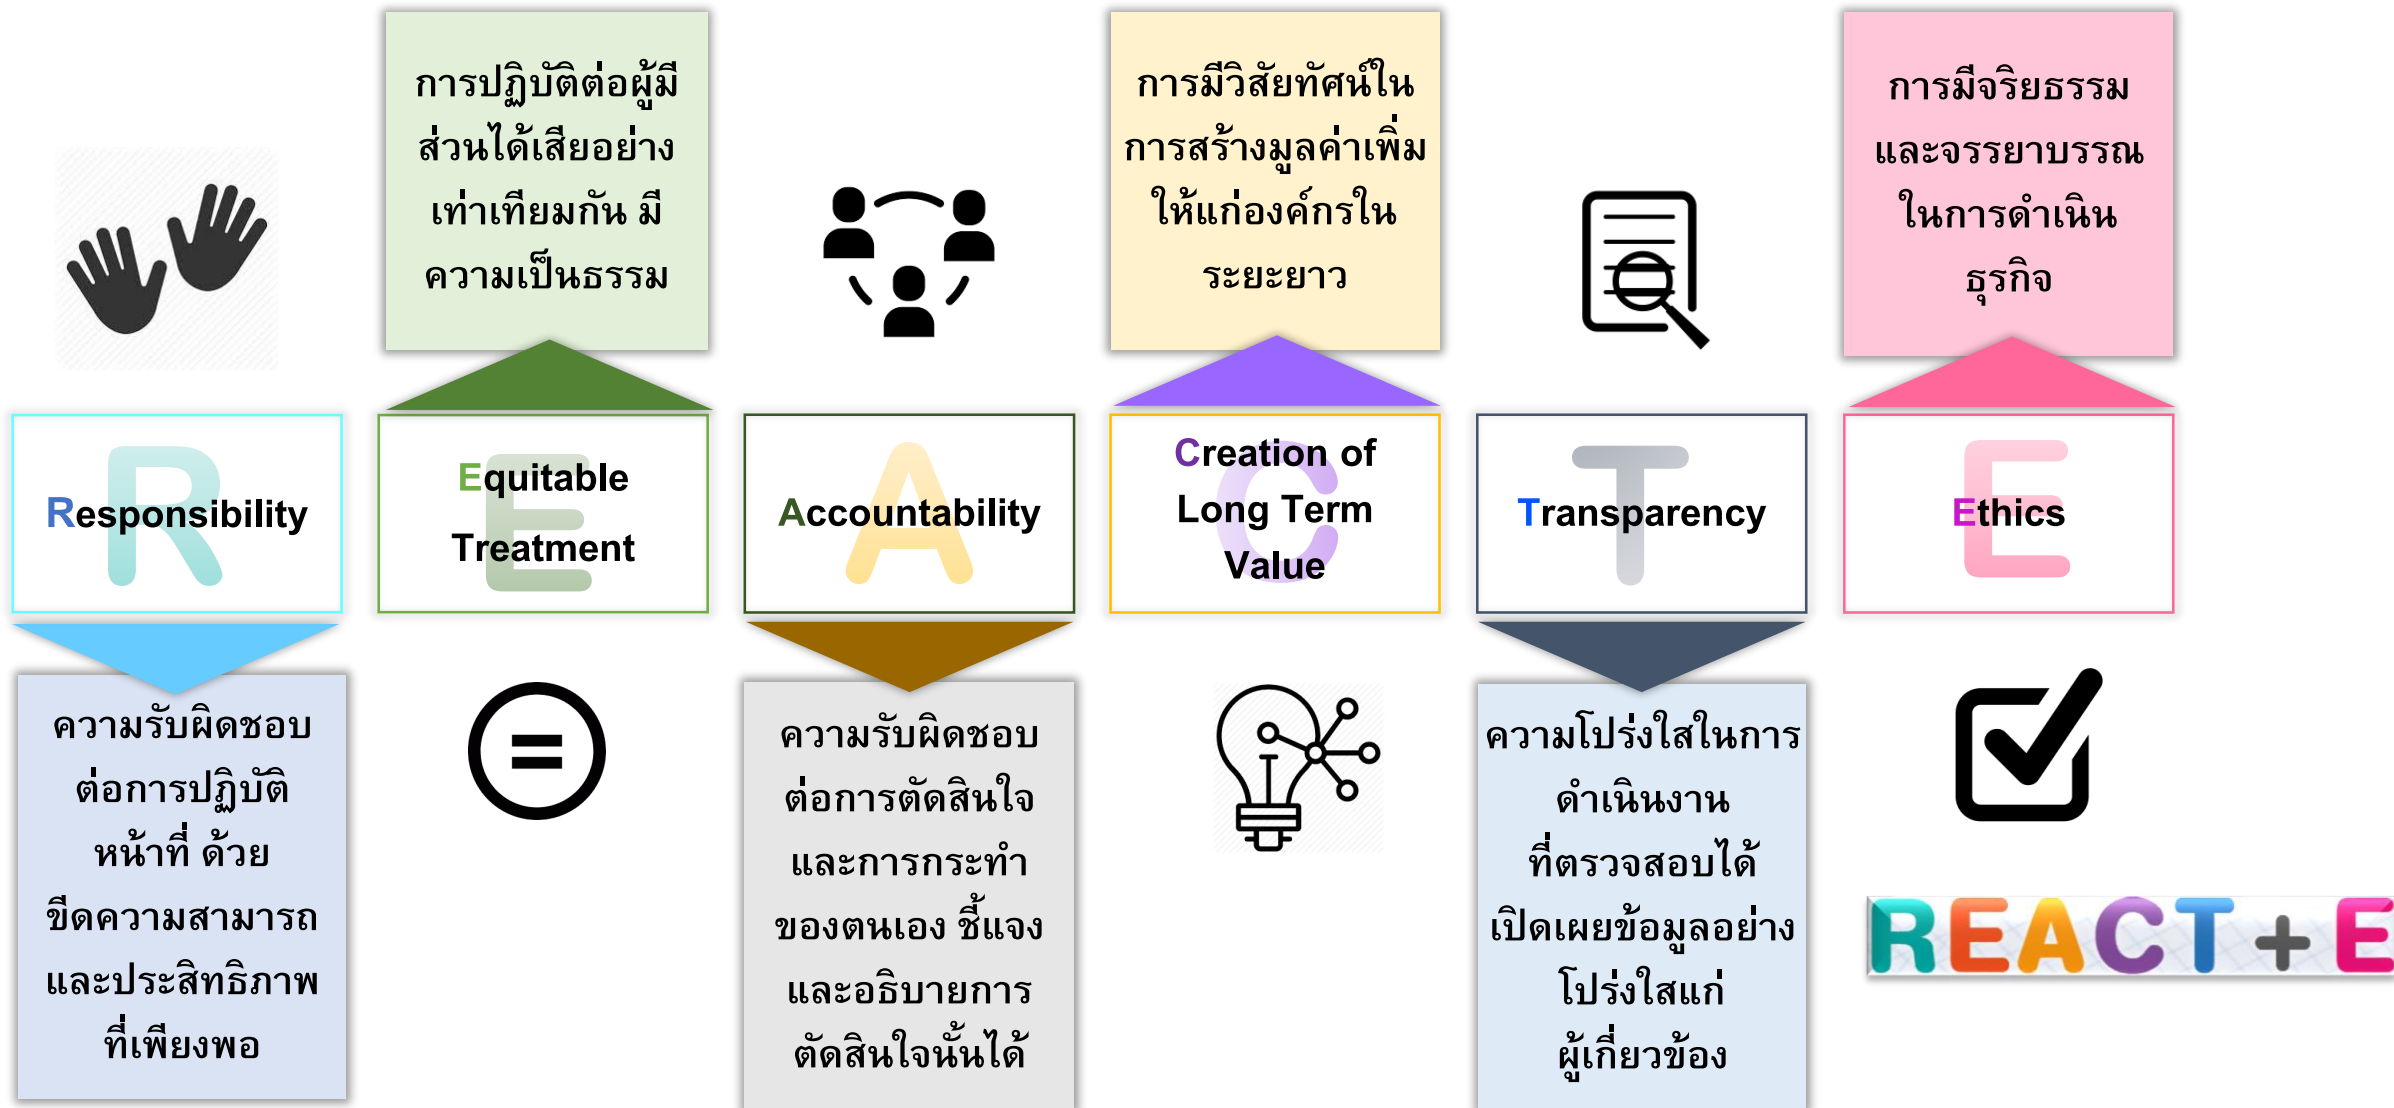 การปฏิบัติต่อผู้มี
ส่วนได้เสียอย่าง
เท่าเทียมกัน มี
ความเป็นธรรม
การมีวิสัยทัศน์ใน
การสร้างมูลค่าเพิ่ม
ให้แก่องค์กรใน
ระยะยาว
การมีจริยธรรม
และจรรยาบรรณ
ในการดำเนิน
ธุรกิจ
R
Responsibility
E
Equitable
Treatment
A
Accountability
C
Creation of
Long Term
Value
T
Transparency
E
Ethics
ความรับผิดชอบ
ต่อการปฏิบัติ
หน้าที่ ด้วย
ขีดความสามารถ
และประสิทธิภาพ
ที่เพียงพอ
=
ความรับผิดชอบ
ต่อการตัดสินใจ
และการกระทำ
ของตนเอง ชี้แจง
และอธิบายการ
ตัดสินใจนั้นได้
ความโปร่งใสในการ
ดำเนินงาน
ที่ตรวจสอบได้
เปิดเผยข้อมูลอย่าง
โปร่งใสแก่
ผู้เกี่ยวข้อง
REACT+E